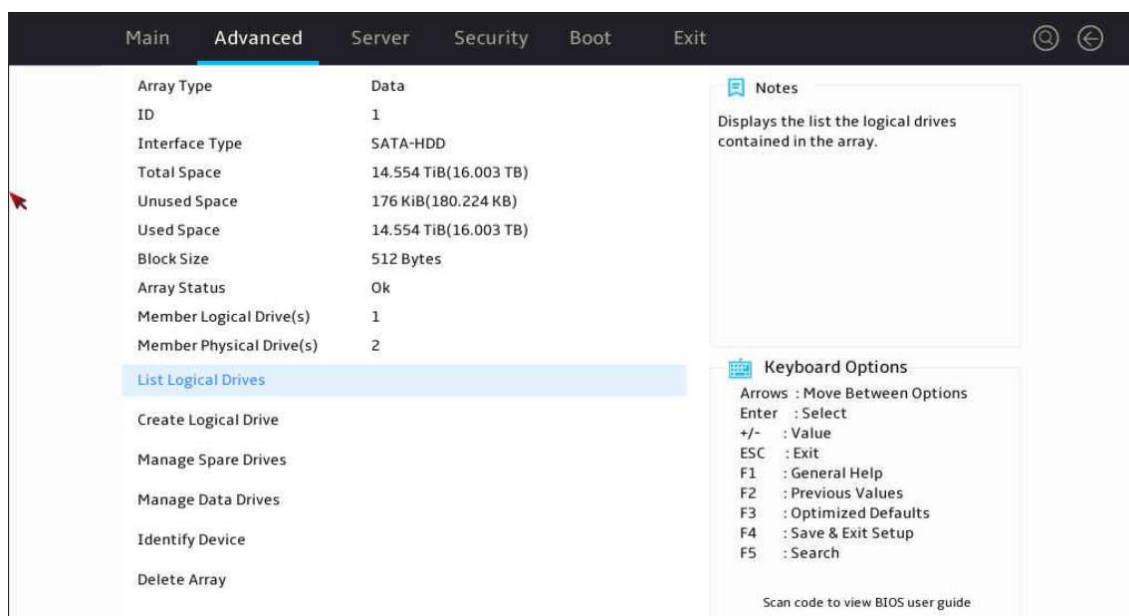 Main Advanced Server Security Boot Exit
Array Type Data
ID 1
Interface Type SATA-HDD
Total Space 14.554 TiB(16.003 TB)
Unused Space 176 KiB(180.224 KB)
Used Space 14.554 TiB(16.003 TB)
Block Size 512 Bytes
Array Status Ok
Member Logical Drive(s) 1
Member Physical Drive(s) 2
List Logical Drives
Create Logical Drive
Manage Spare Drives
Manage Data Drives
Identify Device
Delete Array
Notes
Displays the list the logical drives
contained in the array.
Keyboard Options
Arrows : Move Between Options
Enter : Select
+/- : Value
ESC : Exit
F1 : General Help
F2 : Previous Values
F3 : Optimized Defaults
F4 : Save & Exit Setup
F5 : Search
Scan code to view BIOS user guide